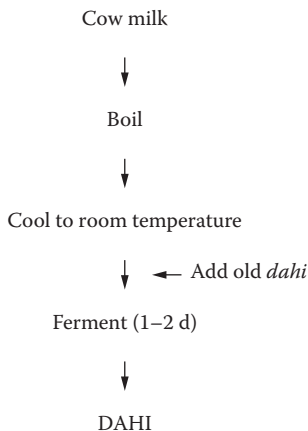 Cow milk
Boil
Cool to room temperature
Add old dahi
Ferment (1–2 d)
DAHI